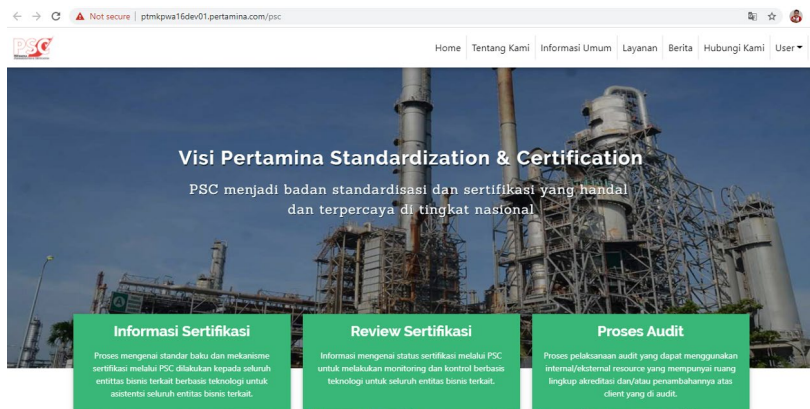 Not secure | ptmkpwa16dev01.pertamina.com/psc
PSC
Home Tentang Kami Informasi Umum Layanan Berita Hubungi Kami User
Visi Pertamina Standardization & Certification
PSC menjadi badan standardisasi dan sertifikasi yang handal
dan terpercaya di tingkat nasional
Informasi Sertifikasi
Proses mengenai standar baku dan mekanisme
sertifikasi melalui PSC dilakukan kepada seluruh
entittas bisnis terkait berbasis teknologi untuk
asistentsi seluruh entitas bisnis terkait.
Review Sertifikasi
Informasi mengenai status sertifikasi melaui PSC
untuk melakukan monitoring dan kontrol berbasis
teknologi untuk seluruh entitas bisnis terkait.
Proses Audit
Proses pelaksanaan audit yang dapat menggunakan
internal/eksternal resource yang mempunyai ruang
lingkup akreditasi dan/atau penambahannya atas
client yang di audit.